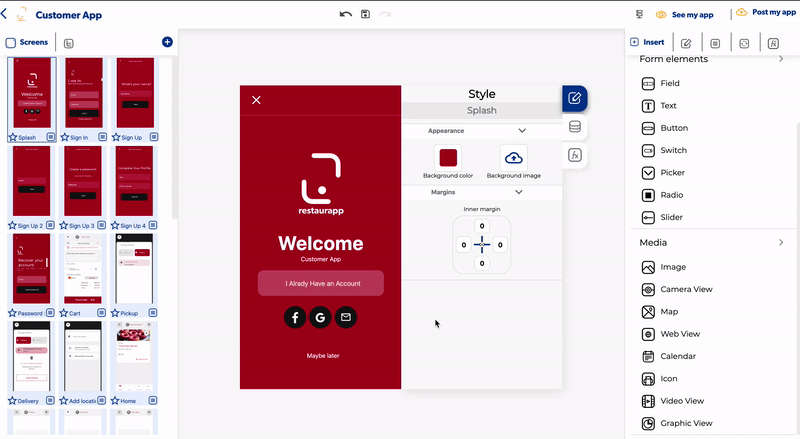 Customer App
See my app
Post my app
Screens
Splash
Sign In
Sign Up
Sign Up 2
Sign Up 3
Sign Up 4
Password
Cart
Pickup
Delivery
Add locati
Home
Welcome
What's your name?
Create a password
Complete Your Profile
Recover your
account
restaurapp
Welcome
Customer App
I Alrady Have an Account
Maybe later
Style
Splash
Appearance
Background color
Background image
Margins
Inner margin
0
0
0
0
Insert
Form elements
Field
Text
Button
Switch
Picker
Radio
Slider
Media
Image
Camera View
Map
Web View
Calendar
Icon
Video View
Graphic View